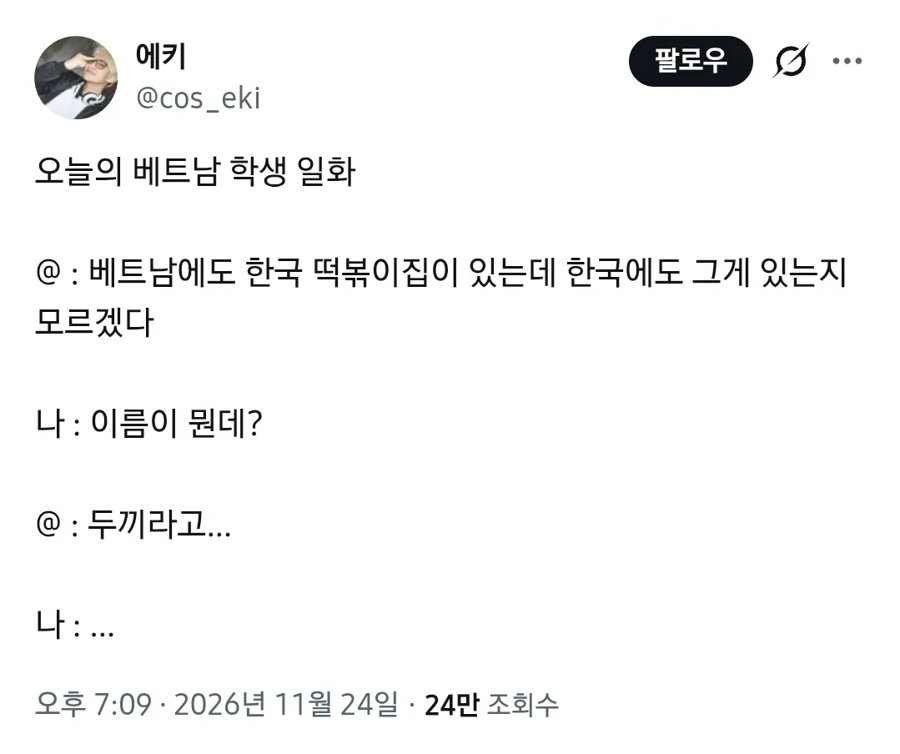 에키
팔로우
@cos_eki
오늘의 베트남 학생 일화
@ : 베트남에도 한국 떡볶이집이 있는데 한국에도 그게 있는지
모르겠다
나 : 이름이 뭔데?
@ : 두끼라고...
나 : ...
오후 7:09 · 2026년 11월 24일 · 24만 조회수